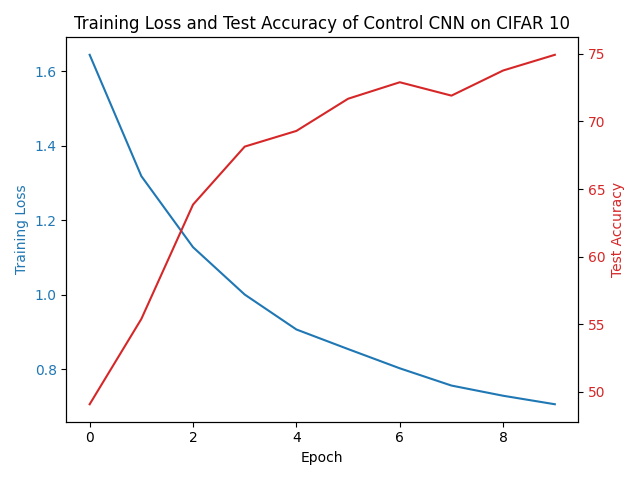 Training Loss and Test Accuracy of Control CNN on CIFAR 10
1.6
1.4
1.2
1.0
0.8
Training Loss
75
70
65
60
55
50
Test Accuracy
0 2 4 6 8
Epoch